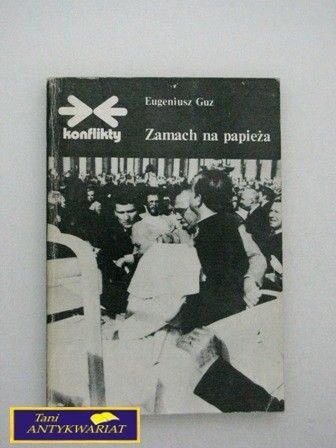 Eugeniusz Guz
konflikty
Zamach na papieża
Tani
ANTYKWARIAT